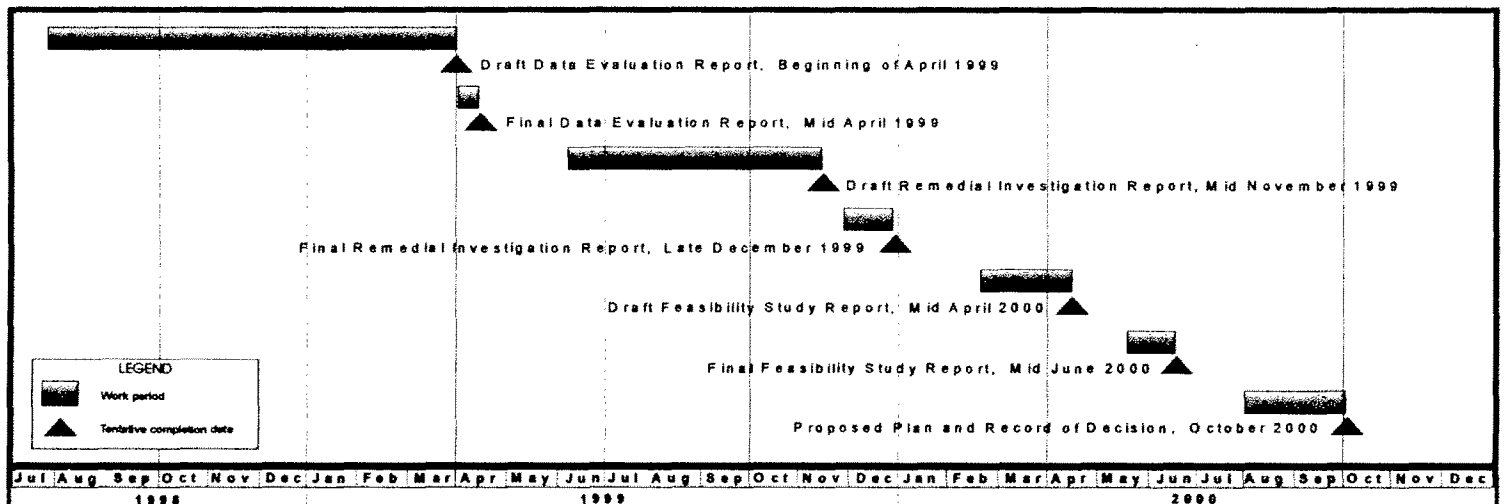 Draft Data Evaluation Report, Beginning of April 1999
Final Data Evaluation Report, Mid April 1999
Draft Remedial Investigation Report, Mid November 1999
Final Remedial Investigation Report, Late December 1999
Draft Feasibility Study Report, Mid April 2000
Final Feasibility Study Report, Mid June 2000
LEGEND
Work period
Tentative completion date
Proposed Plan and Record of Decision, October 2000
Jul Aug Sep Oct Nov Dec Jan Feb Mar Apr May Jun Jul Aug Sep Oct Nov Dec Jan Feb Mar Apr May Jun Jul Aug Sep Oct Nov Dec
1998 1999 2000